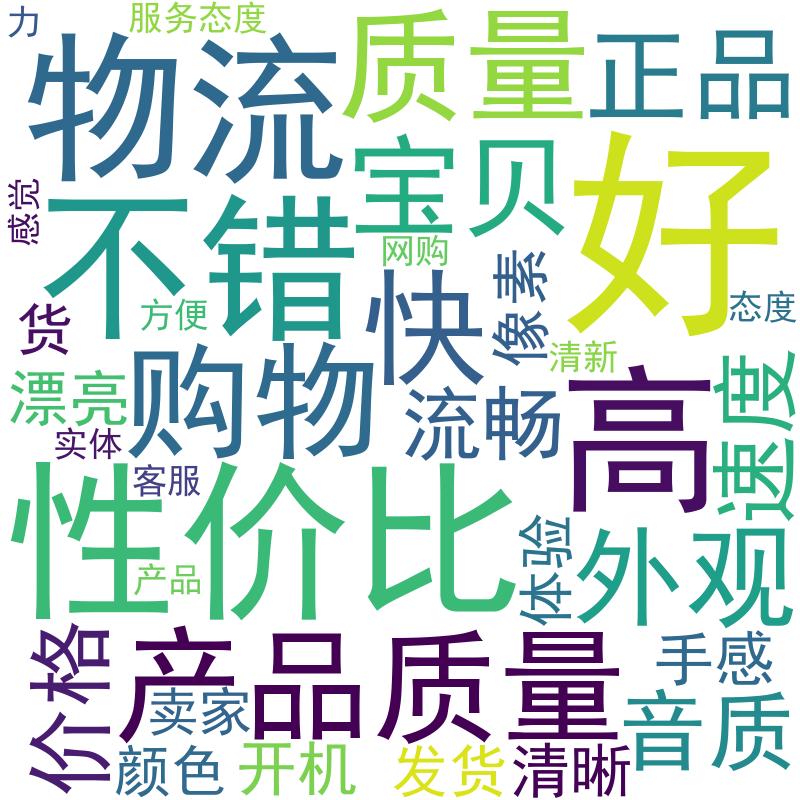 力
服务态度
物流
质量
正品
宝贝
好
感觉
不错
网购
快
像素
态度
货
方便
清新
购物
漂亮
流畅
高
速度
实体
客服
性价比
体验
外观
产品
价格
产品质量
卖家
手感
音质
颜色
开机
发货
清晰